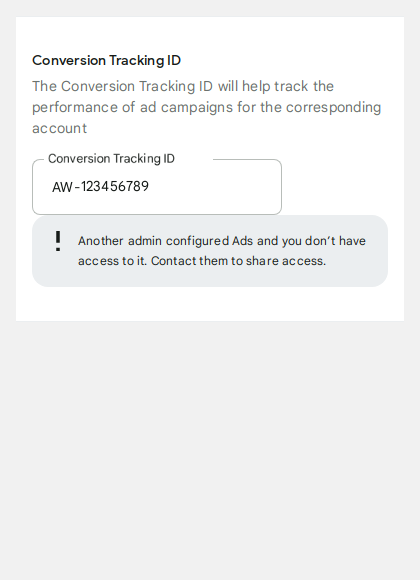 Conversion Tracking ID
The Conversion Tracking ID will help track the
performance of ad campaigns for the corresponding
account
Conversion Tracking ID
AW-123456789
Another admin configured Ads and you don’t have
access to it. Contact them to share access.